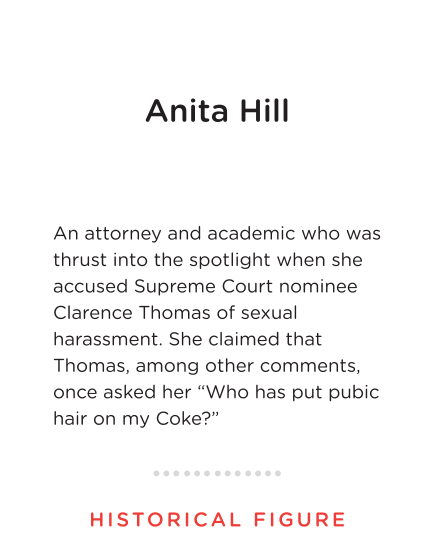 Anita Hill
An attorney and academic who was
thrust into the spotlight when she
accused Supreme Court nominee
Clarence Thomas of sexual
harassment. She claimed that
Thomas, among other comments,
once asked her “Who has put pubic
hair on my Coke?”
HISTORICAL FIGURE